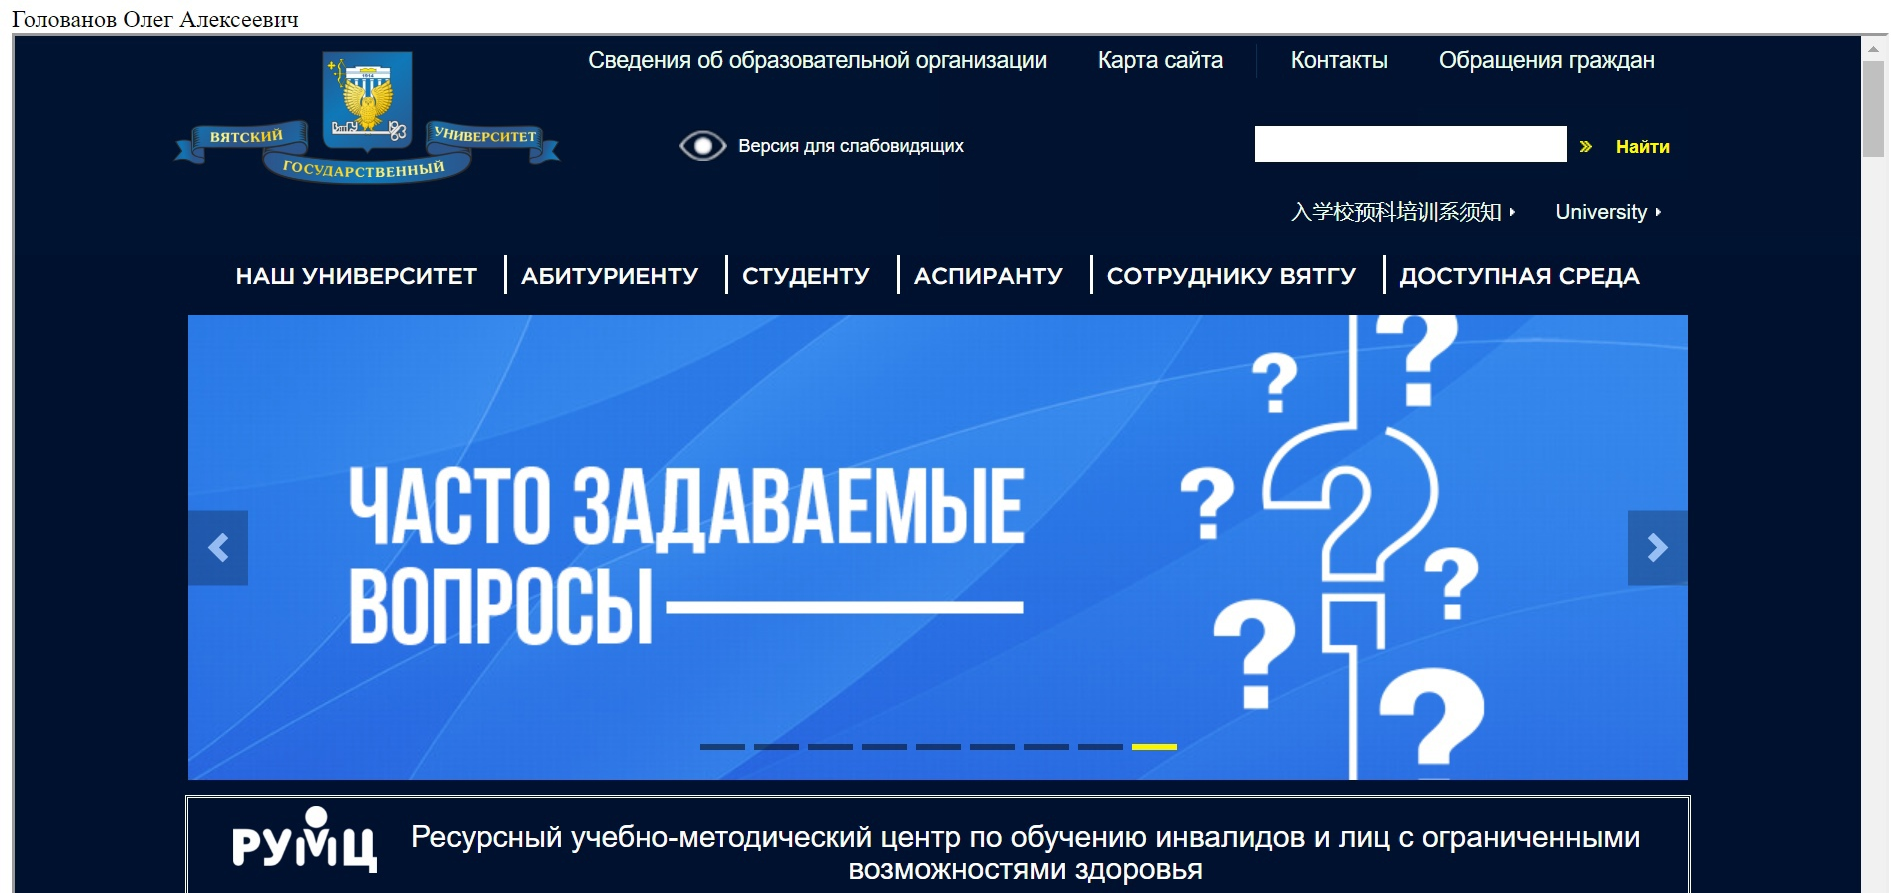 Голованов Олег Алексеевич
Сведения об образовательной организации Карта сайта Контакты Обращения граждан
1914
ВЯТСКИЙ ГОСУДАРСТВЕННЫЙ УНИВЕРСИТЕТ
Версия для слабовидящих
Найти
入学校预科培训系须知 University
НАШ УНИВЕРСИТЕТ АБИТУРИЕНТУ СТУДЕНТУ АСПИРАНТУ СОТРУДНИКУ ВЯТГУ ДОСТУПНАЯ СРЕДА
ЧАСТО ЗАДАВАЕМЫЕ
ВОПРОСЫ
РУМЦ
Ресурсный учебно-методический центр по обучению инвалидов и лиц с ограниченными
возможностями здоровья